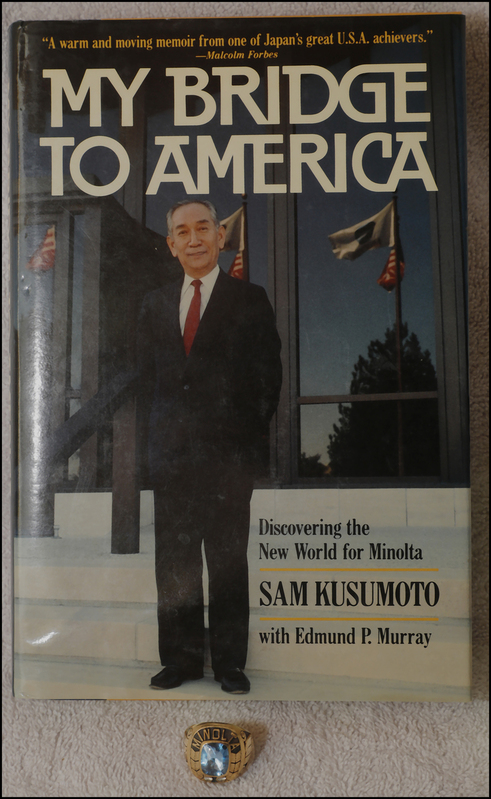 “A warm and moving memoir from one of Japan’s great U.S.A. achievers.”
—Malcolm Forbes
MY BRIDGE
TO AMERICA
Discovering the
New World for Minolta
SAM KUSUMOTO
with Edmund P. Murray
MINOLTA